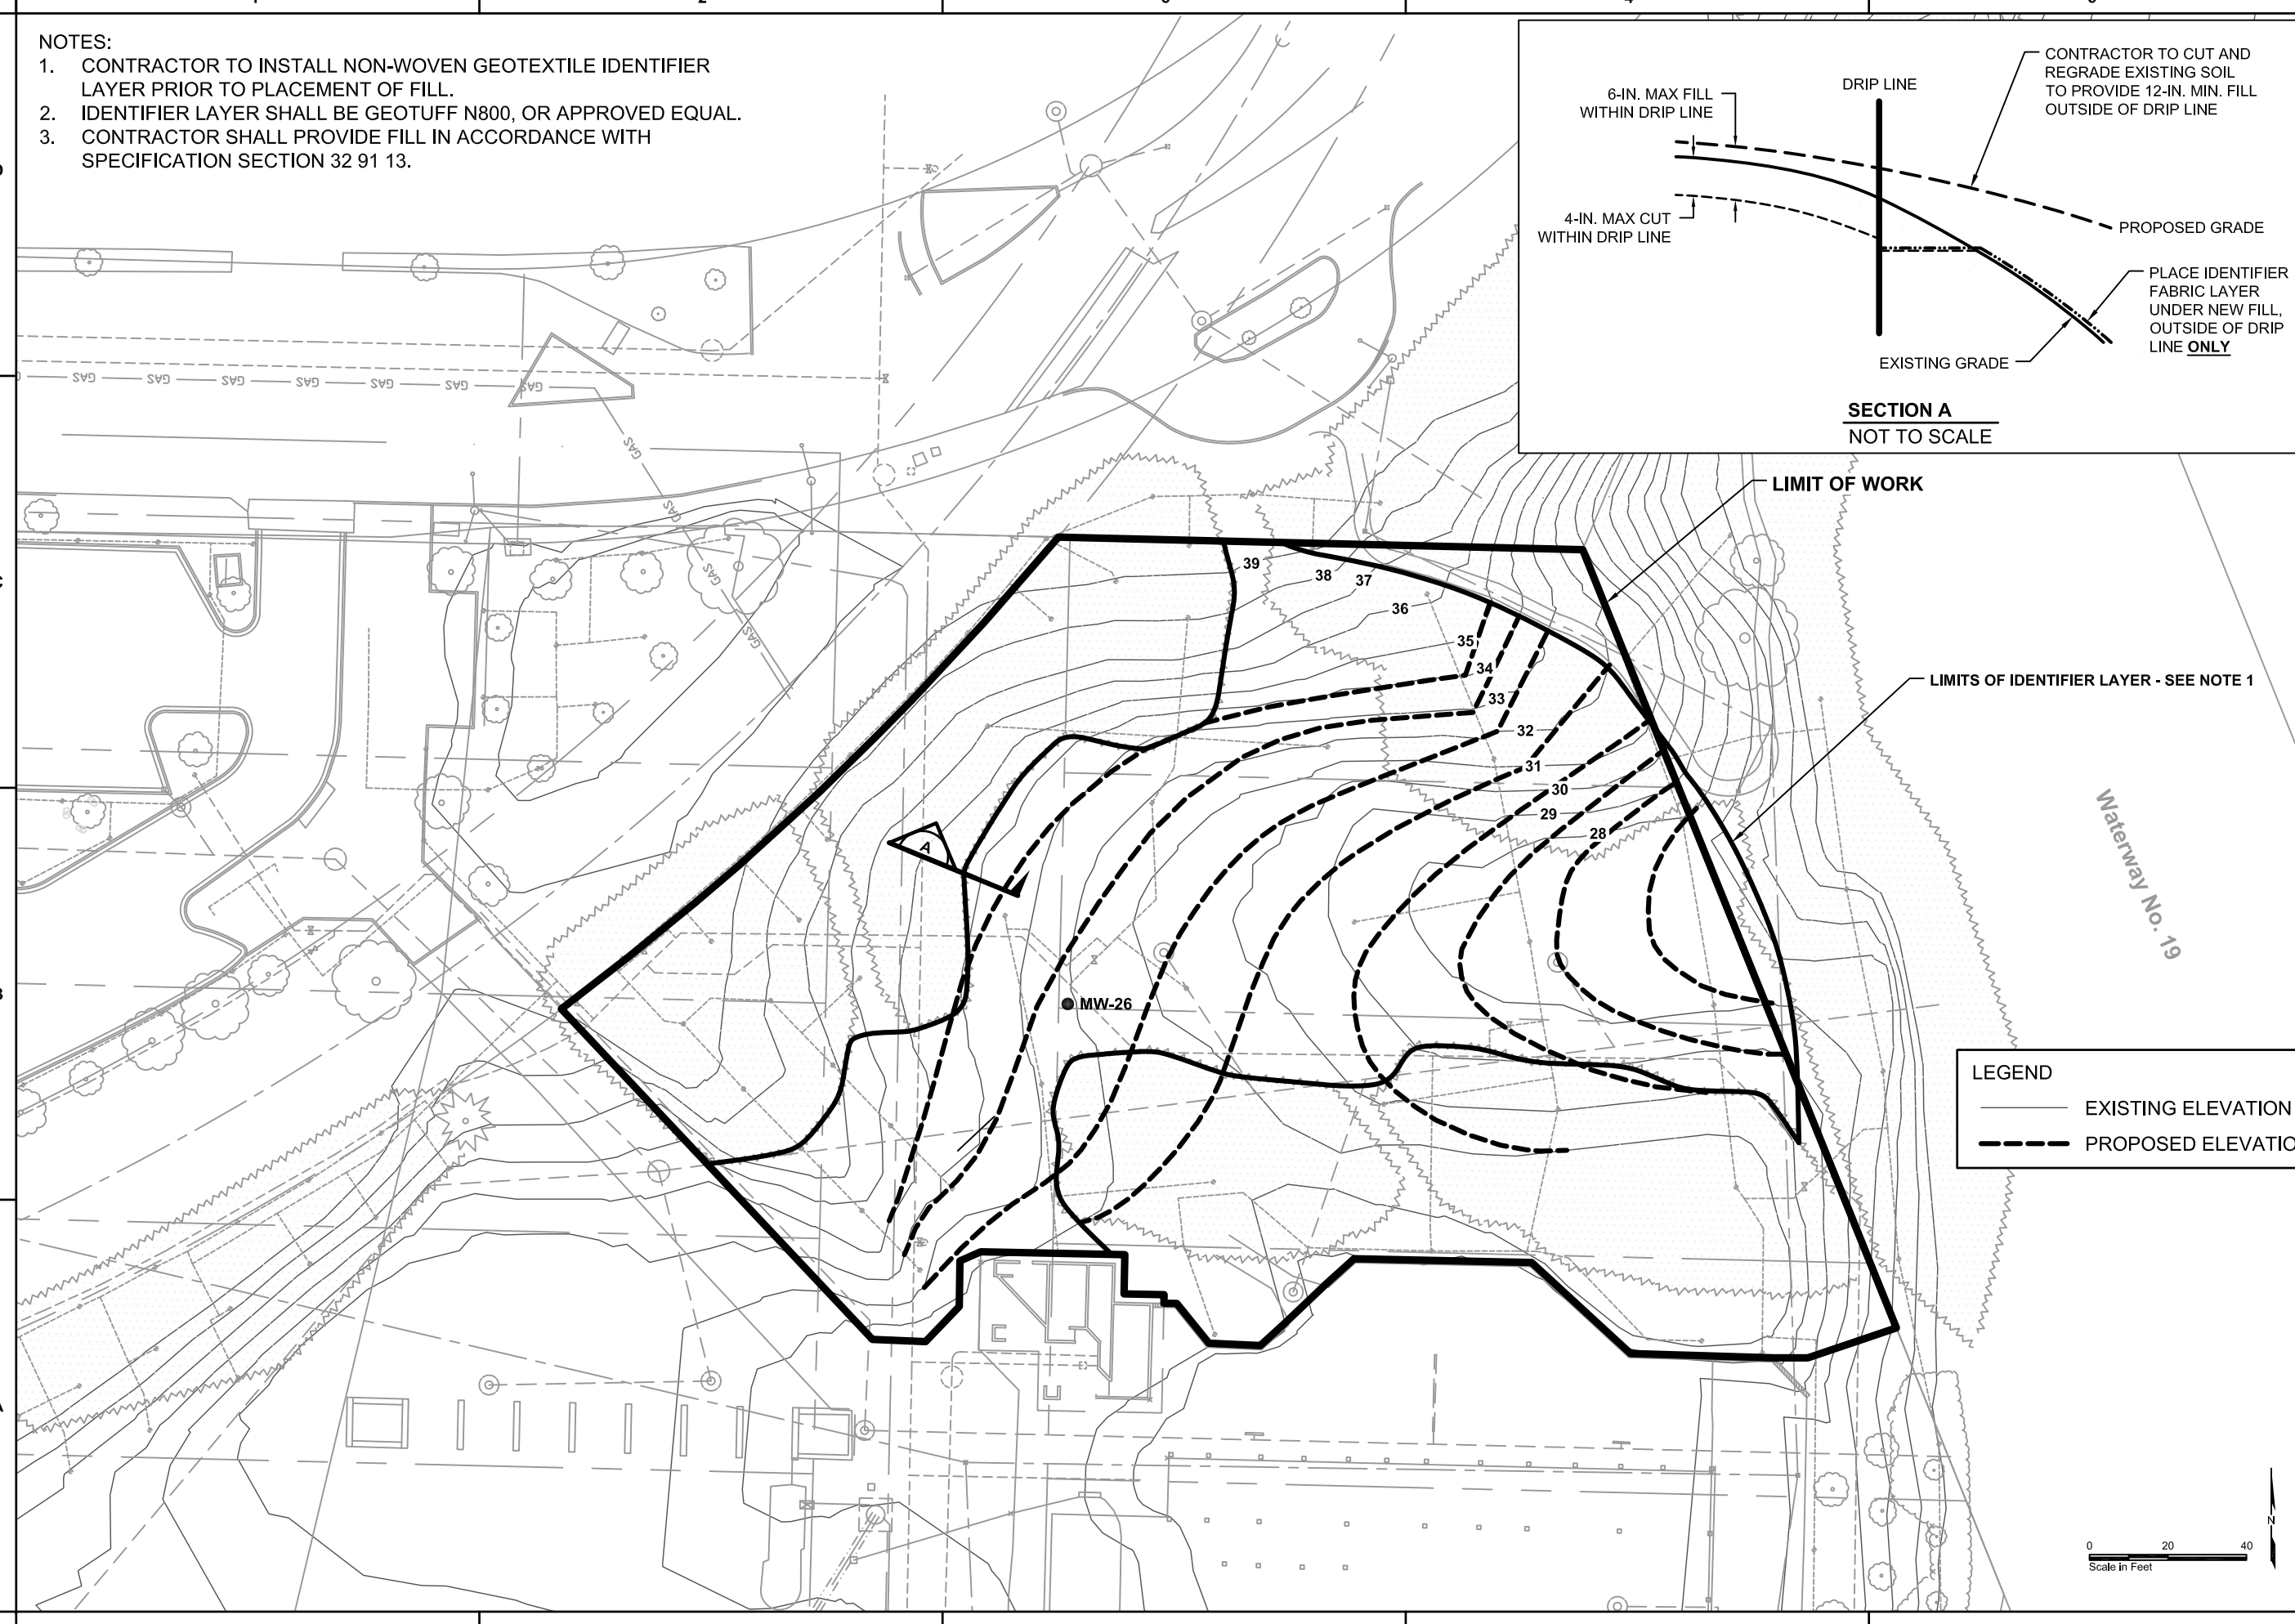 NOTES:
1. CONTRACTOR TO INSTALL NON-WOVEN GEOTEXTILE IDENTIFIER
LAYER PRIOR TO PLACEMENT OF FILL.
2. IDENTIFIER LAYER SHALL BE GEOTUFF N800, OR APPROVED EQUAL.
3. CONTRACTOR SHALL PROVIDE FILL IN ACCORDANCE WITH
SPECIFICATION SECTION 32 91 13.
CONTRACTOR TO CUT AND
REGRADE EXISTING SOIL
TO PROVIDE 12-IN. MIN. FILL
OUTSIDE OF DRIP LINE
DRIP LINE
6-IN. MAX FILL
WITHIN DRIP LINE
4-IN. MAX CUT
WITHIN DRIP LINE
PROPOSED GRADE
PLACE IDENTIFIER
FABRIC LAYER
UNDER NEW FILL,
OUTSIDE OF DRIP
LINE ONLY
EXISTING GRADE
SECTION A
NOT TO SCALE
GAS GAS GAS GAS GAS GAS GAS
GAS
GAS
GAS
GAS
LIMIT OF WORK
39
38
37
36
35
34
33
32
31
30
29
28
LIMITS OF IDENTIFIER LAYER - SEE NOTE 1
A
MW-26
Waterway No. 19
LEGEND
EXISTING ELEVATION
PROPOSED ELEVATIO
N
0 20 40
Scale in Feet